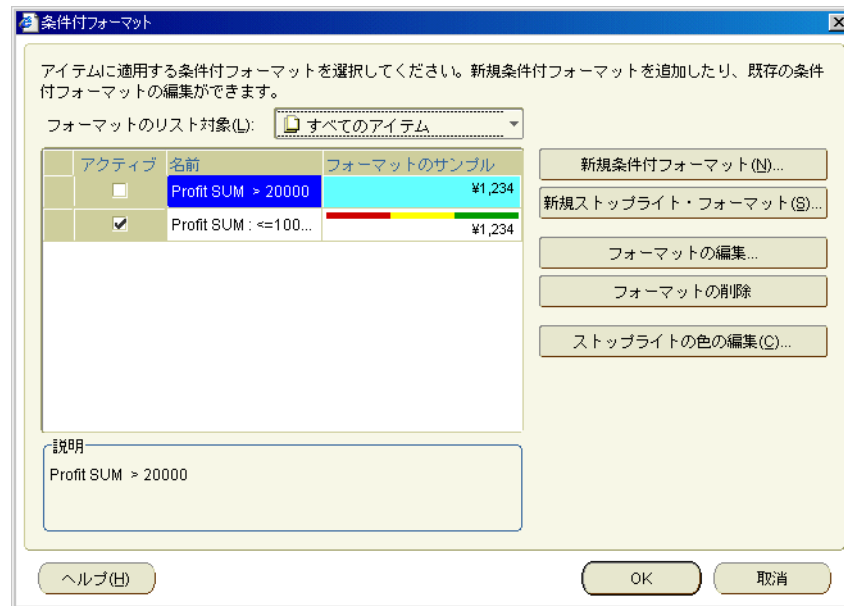 条件付フォーマット
アイテムに適用する条件付フォーマットを選択してください。新規条件付フォーマットを追加したり、既存の条件
付フォーマットの編集ができます。
フォーマットのリスト対象(L): すべてのアイテム
アクティブ 名前 フォーマットのサンプル
Profit SUM > 20000 ¥1,234
Profit SUM : <=100... ¥1,234
新規条件付フォーマット(N)...
新規ストップライト・フォーマット(S)...
フォーマットの編集...
フォーマットの削除
ストップライトの色の編集(C)...
説明
Profit SUM > 20000
ヘルプ(H) OK 取消